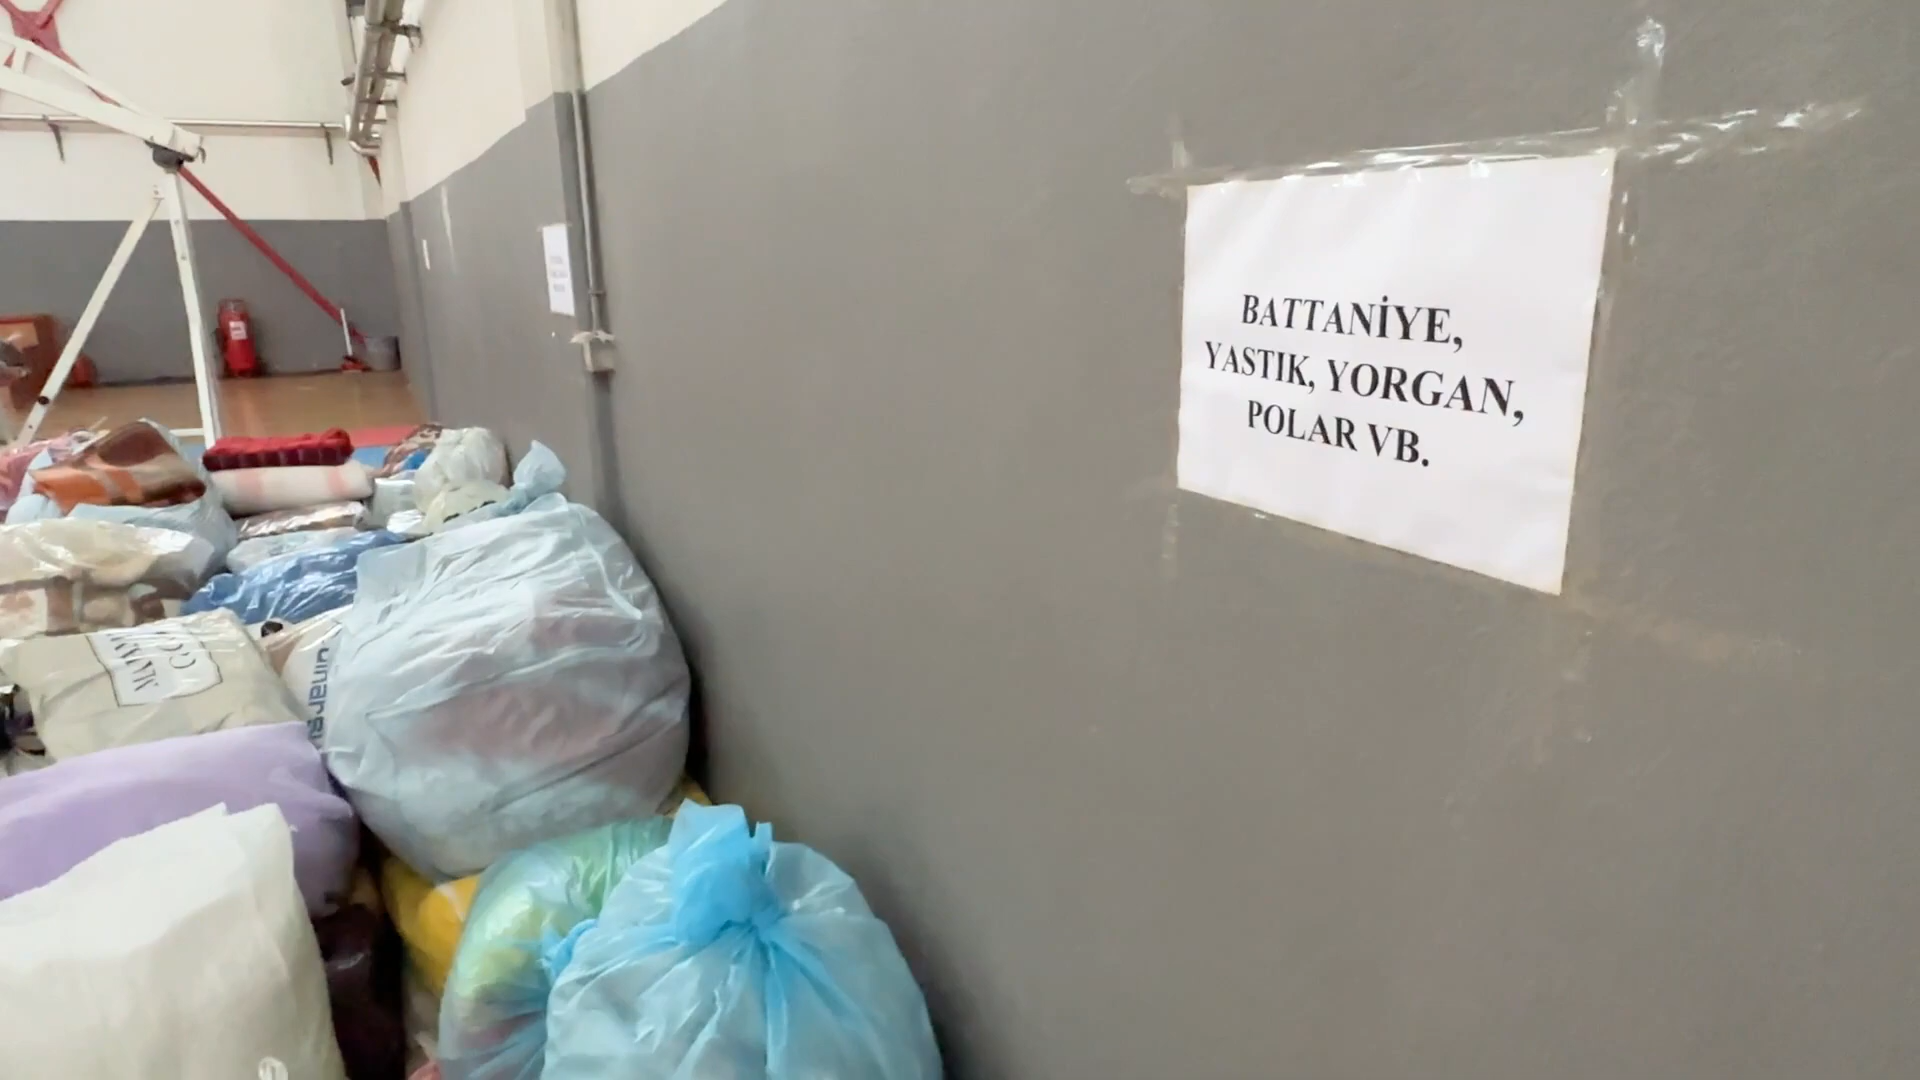 BATTANİYE,
YASTIK, YORGAN,
POLAR VB.